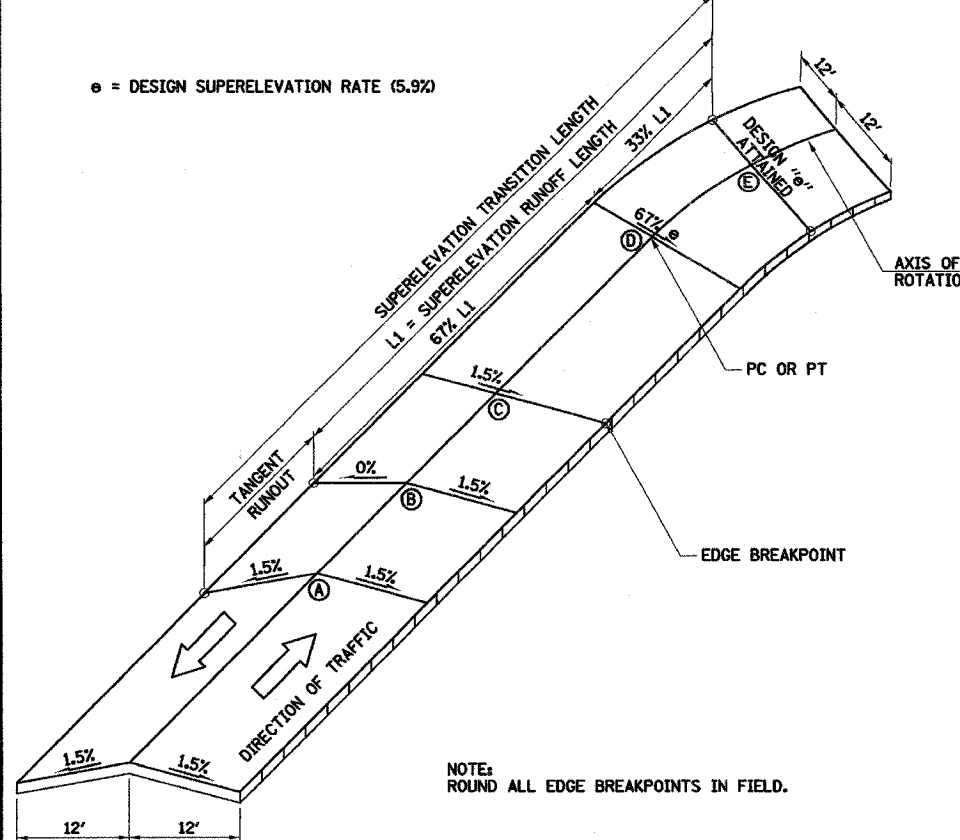 e = DESIGN SUPERELEVATION RATE (5.9%)
12'
12'
SUPERELEVATION TRANSITION LENGTH
L1 = SUPERELEVATION RUNOFF LENGTH
33% L1
67% L1
DESIGN "e"
ATTAINED
E
67% e
D
AXIS OF
ROTATIO
PC OR PT
1.5%
C
TANGENT
RUNOUT
0%
B
1.5%
EDGE BREAKPOINT
1.5%
1.5%
A
DIRECTION OF TRAFFIC
1.5%
1.5%
NOTE:
ROUND ALL EDGE BREAKPOINTS IN FIELD.
12'
12'